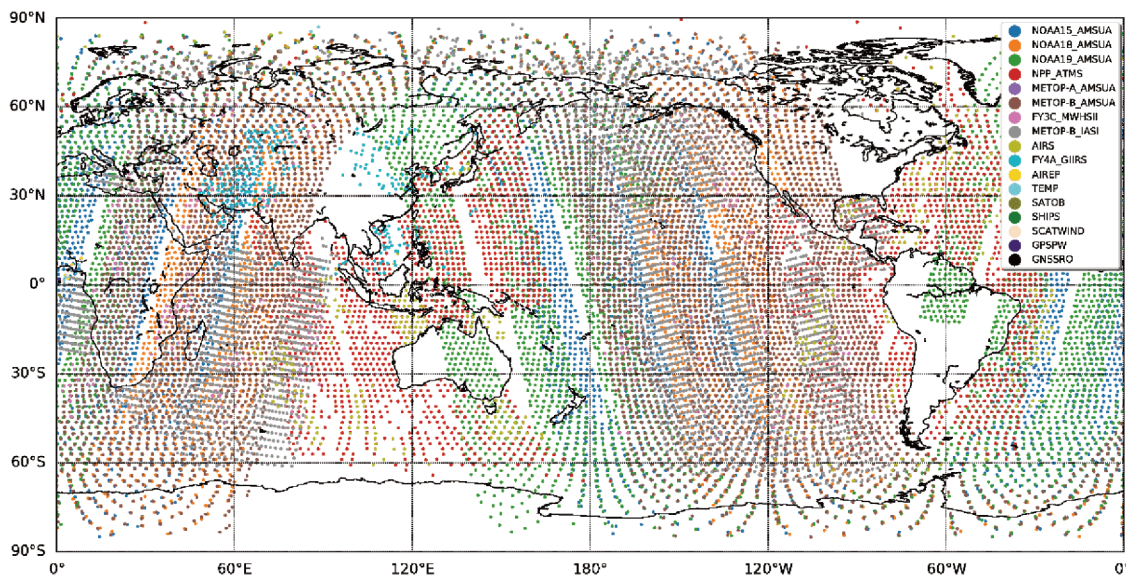 90°N
60°N
30°N
0°
30°S
60°S
90°S
0°
60°E
120°E
180°
120°W
60°W
0°
NOAA15_AMSUA
NOAA18_AMSUA
NOAA19_AMSUA
NPP_ATMS
METOP-A_AMSUA
METOP-B_AMSUA
FY3C_MWHSII
METOP-B_IASI
AIRS
FY4A_GIIRS
AIREP
TEMP
SATOB
SHIPS
SCATWIND
GPSPW
GNSSRO